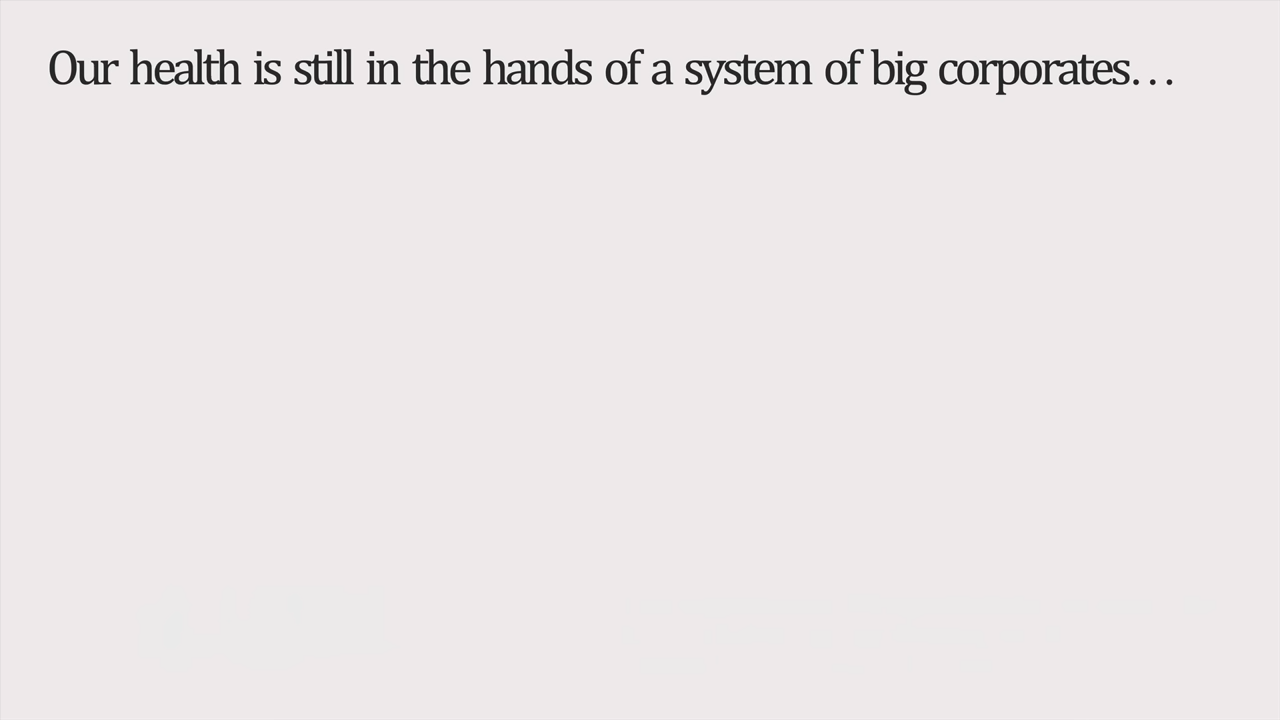 Our health is still in the hands of a system of big corporates…